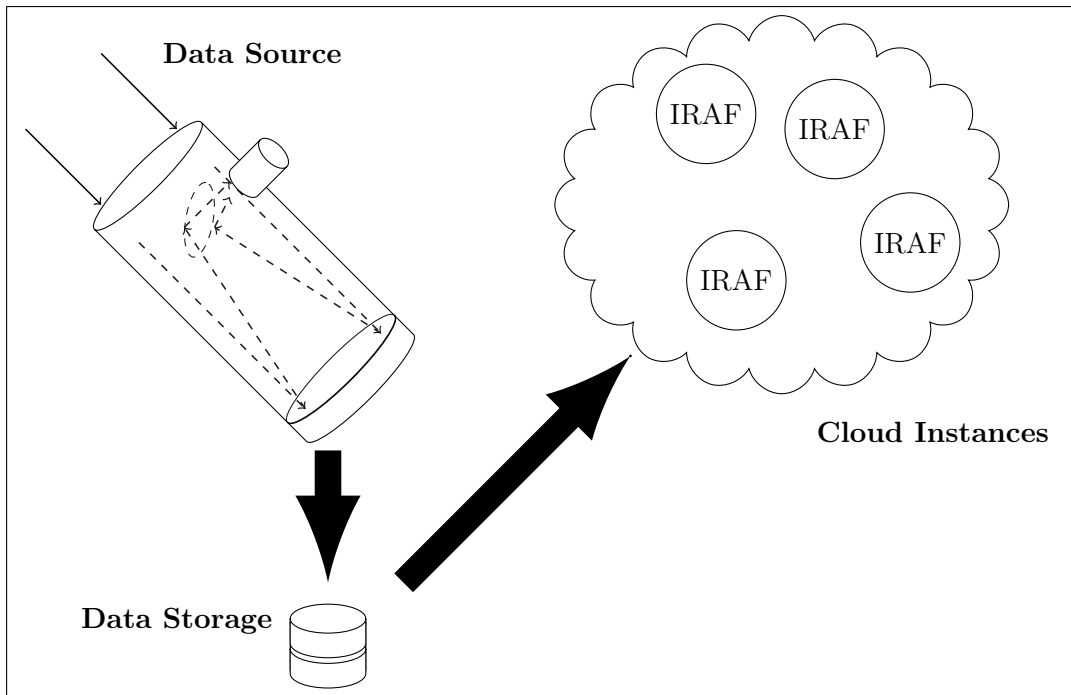 Data Source
IRAF
IRAF
IRAF
IRAF
Cloud Instances
Data Storage